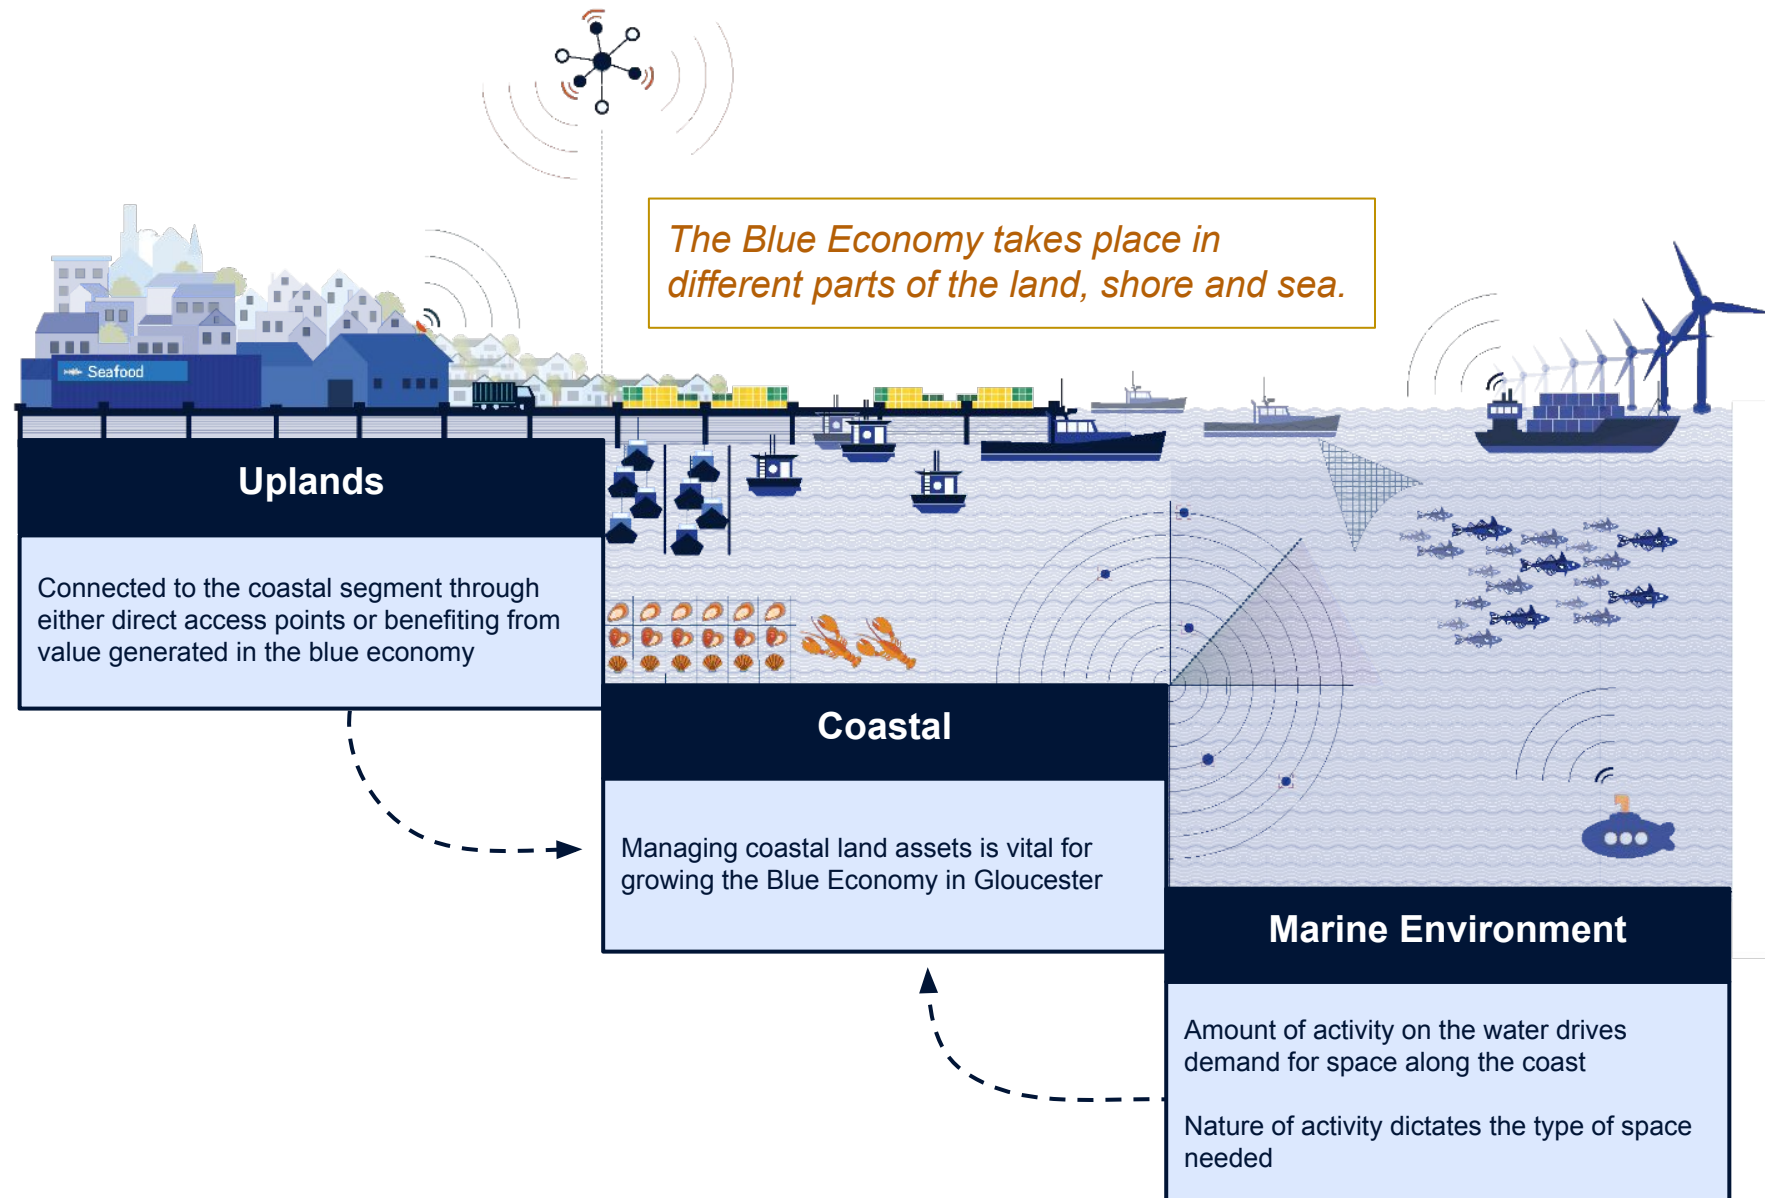 The Blue Economy takes place in
different parts of the land, shore and sea.
Seafood
Uplands
Connected to the coastal segment through
either direct access points or benefiting from
value generated in the blue economy
Coastal
Managing coastal land assets is vital for
growing the Blue Economy in Gloucester
Marine Environment
Amount of activity on the water drives
demand for space along the coast
Nature of activity dictates the type of space
needed